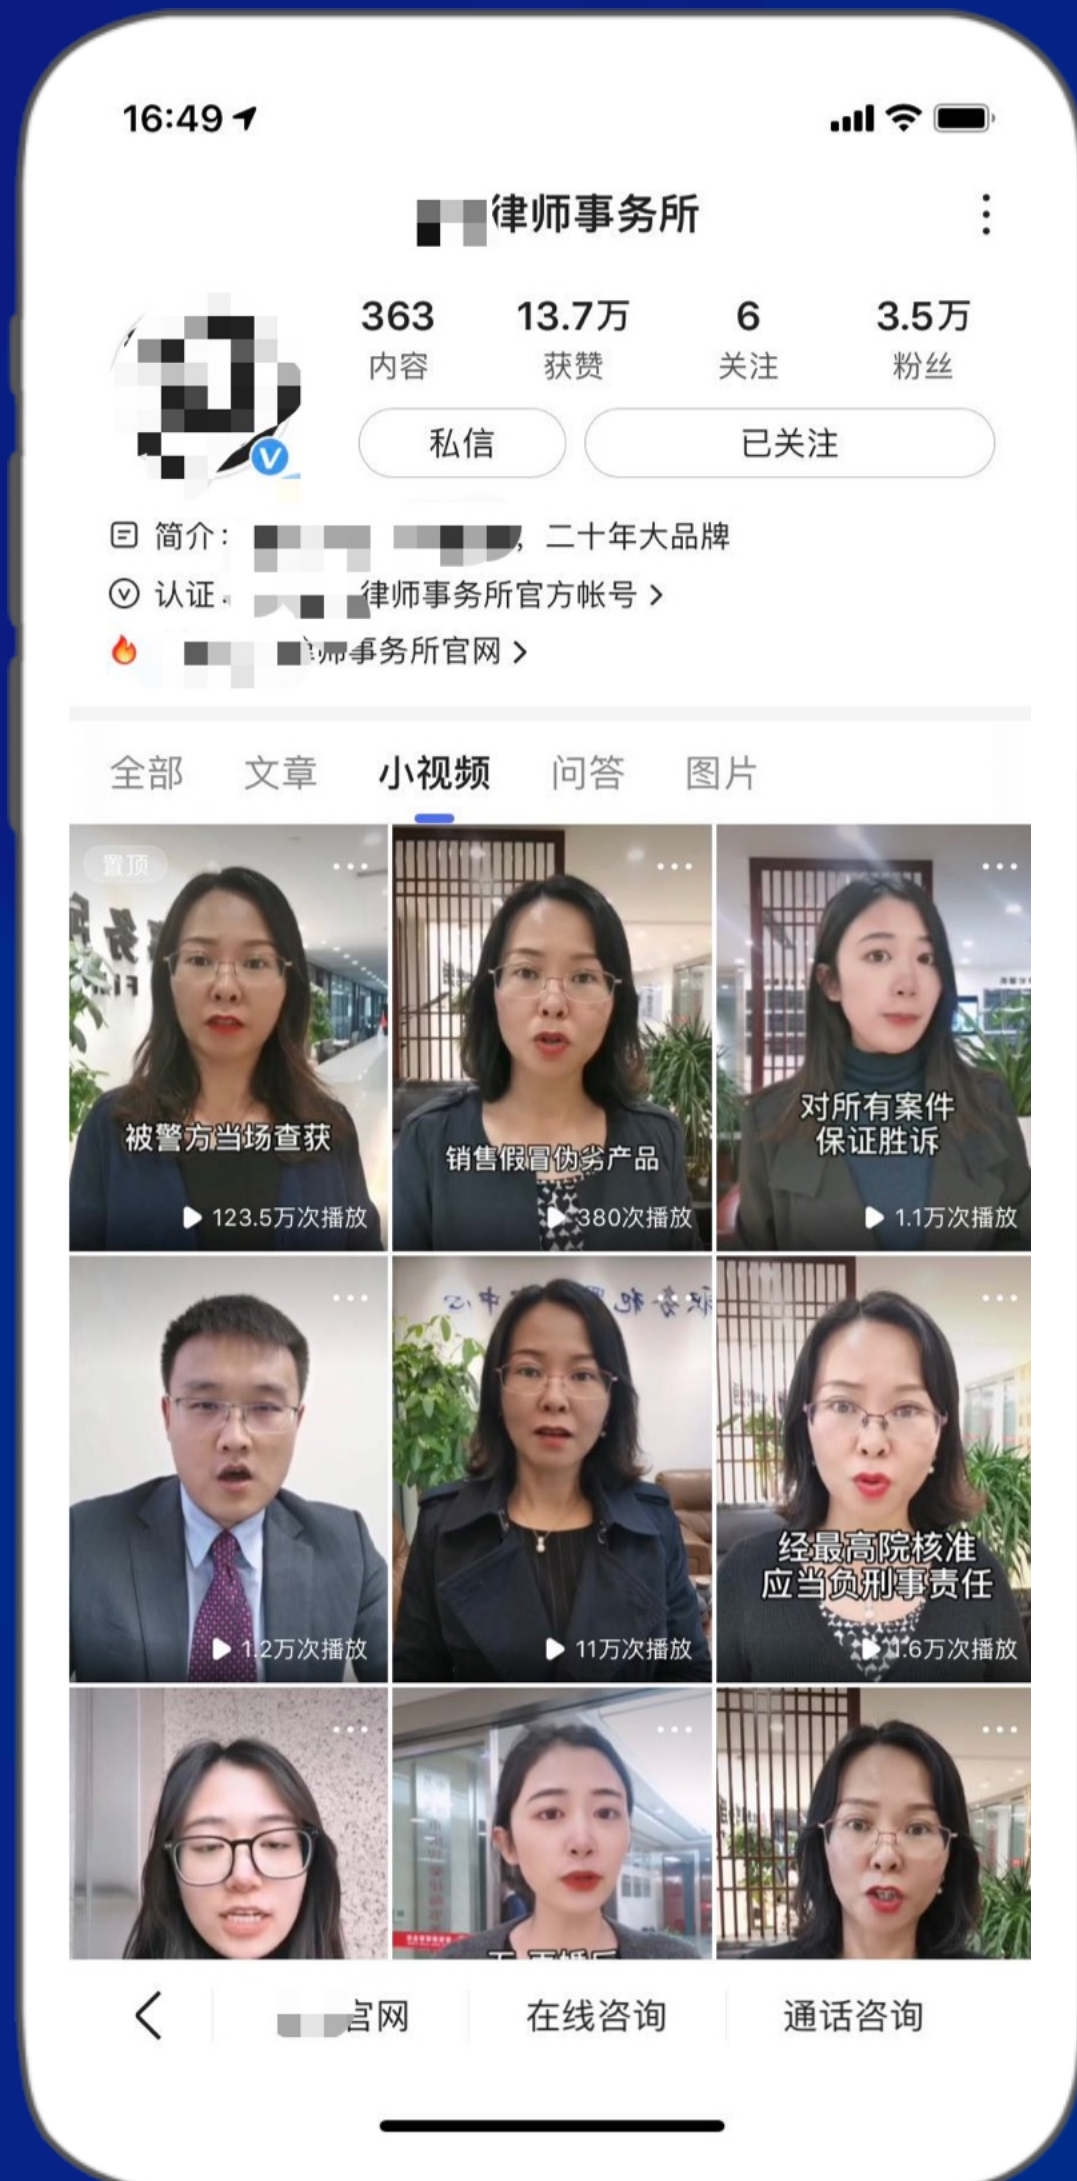 16:49
律师事务所
363 13.7万 6 3.5万
内容 获赞 关注 粉丝
私信 已关注
简介: ，二十年大品牌
认证 律师事务所官方帐号 >
师事务所官网 >
全部 文章 小视频 问答 图片
置顶
被警方当场查获
123.5万次播放
销售假冒伪劣产品
380次播放
对所有案件
保证胜诉
1.1万次播放
1.2万次播放
11万次播放
经最高院核准
应当负刑事责任
1.6万次播放
官网 在线咨询 通话咨询